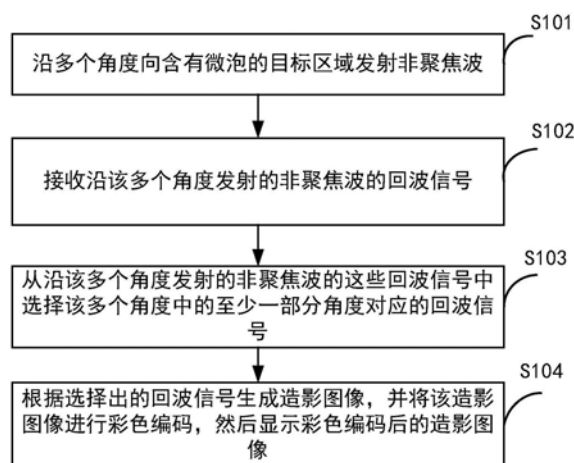 S101
沿多个角度向含有微泡的目标区域发射非聚焦波
S102
接收沿该多个角度发射的非聚焦波的回波信号
S103
从沿该多个角度发射的非聚焦波的这些回波信号中
选择该多个角度中的至少一部分角度对应的回波信
号
S104
根据选择出的回波信号生成造影图像，并将该造影
图像进行彩色编码，然后显示彩色编码后的造影图
像